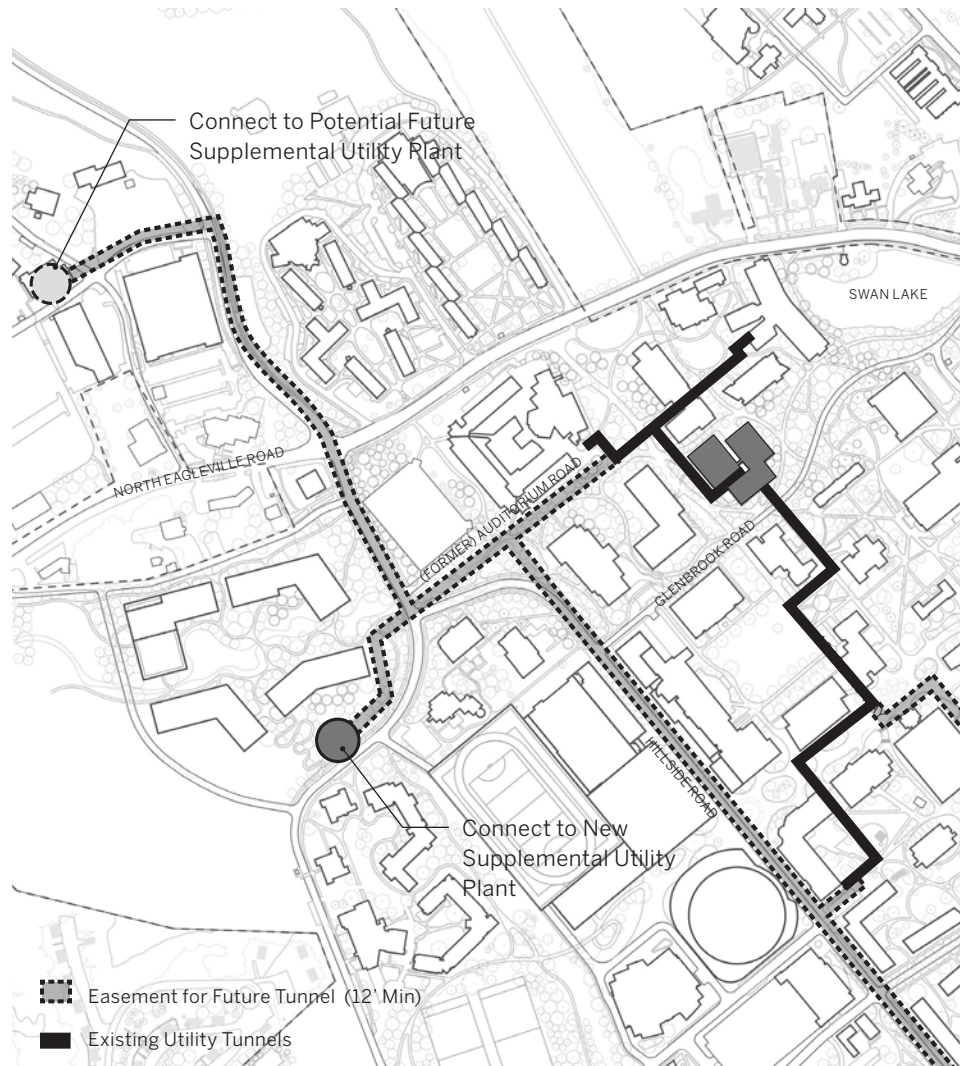 Connect to Potential Future
Supplemental Utility Plant
SWAN LAKE
NORTH EAGLEVILLE ROAD
(FORMER) AUDITORIUM ROAD
GLENBROOK ROAD
HILLSIDE ROAD
Connect to New
Supplemental Utility
Plant
Easement for Future Tunnel (12' Min)
Existing Utility Tunnels